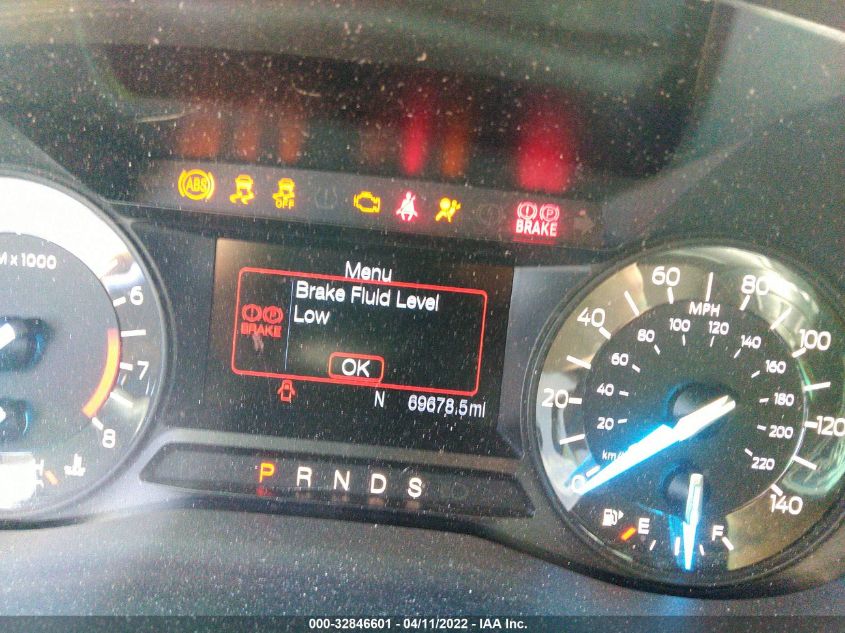 ABS
OFF
BRAKE
M x 1000
6
7
8
Menu
Brake Fluid Level
Low
BRAKE
OK
N 69678.5mi
P R N D S
MPH
0 20 40 60 80 100 120 140
20 40 60 80 100 120 140 160 180 200 220
E F
000-32846601 - 04/11/2022 - IAA Inc.